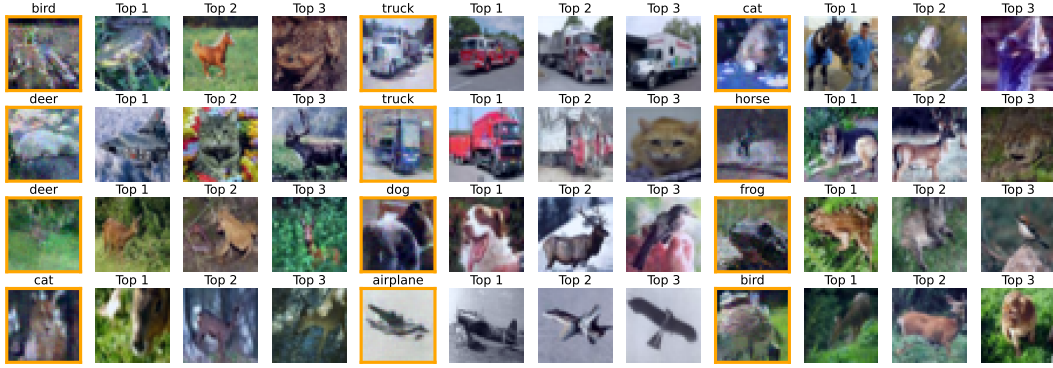 bird Top 1 Top 2 Top 3 truck Top 1 Top 2 Top 3 cat Top 1 Top 2 Top 3
deer Top 1 Top 2 Top 3 truck Top 1 Top 2 Top 3 horse Top 1 Top 2 Top 3
deer Top 1 Top 2 Top 3 dog Top 1 Top 2 Top 3 frog Top 1 Top 2 Top 3
cat Top 1 Top 2 Top 3 airplane Top 1 Top 2 Top 3 bird Top 1 Top 2 Top 3